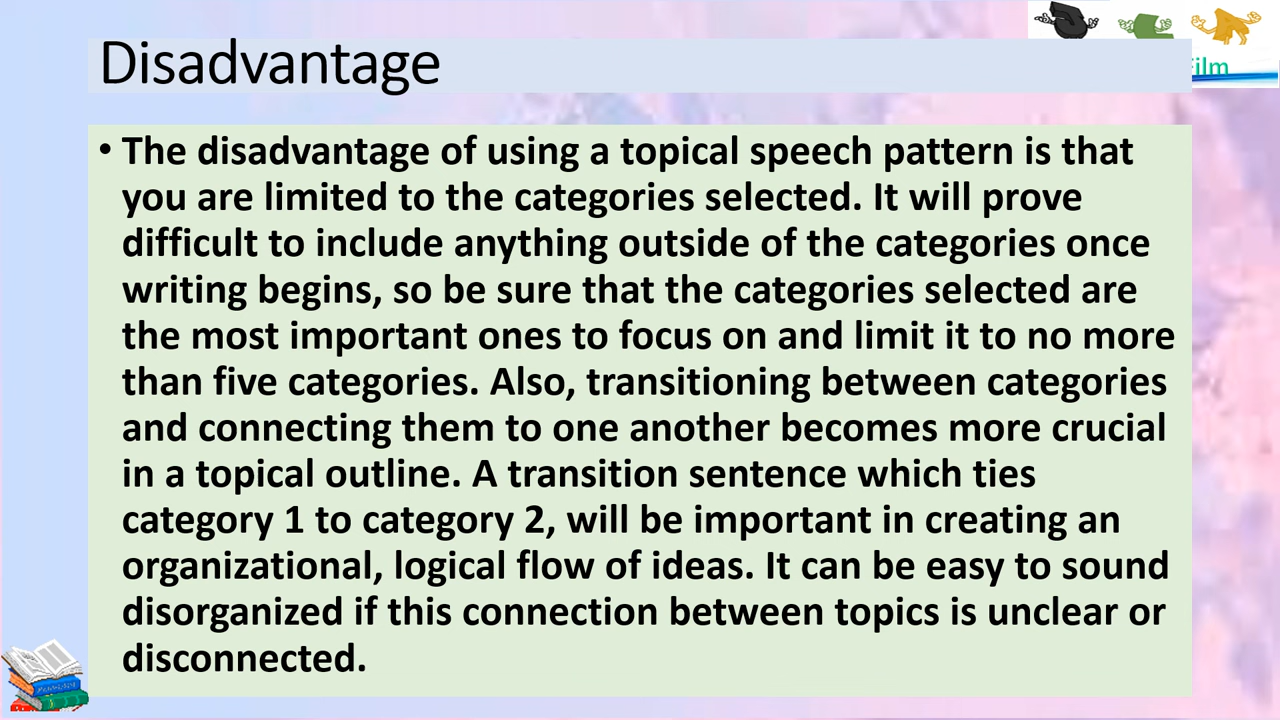 Disadvantage
ilm
• The disadvantage of using a topical speech pattern is that
you are limited to the categories selected. It will prove
difficult to include anything outside of the categories once
writing begins, so be sure that the categories selected are
the most important ones to focus on and limit it to no more
than five categories. Also, transitioning between categories
and connecting them to one another becomes more crucial
in a topical outline. A transition sentence which ties
category 1 to category 2, will be important in creating an
organizational, logical flow of ideas. It can be easy to sound
disorganized if this connection between topics is unclear or
disconnected.